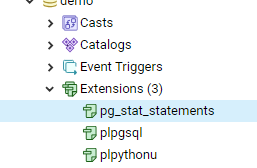 demo
Casts
Catalogs
Event Triggers
Extensions (3)
pg_stat_statements
plpgsql
plpythonu